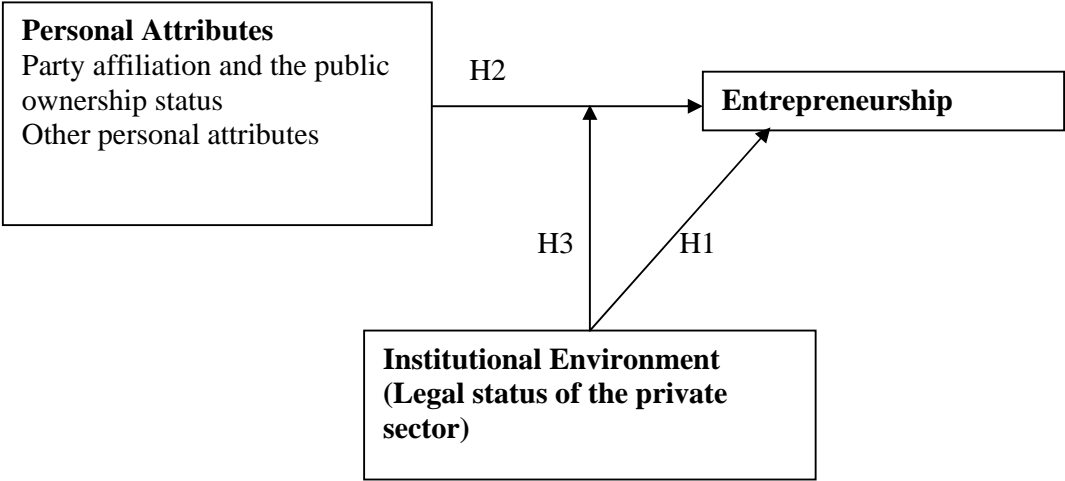 Personal Attributes
Party affiliation and the public
ownership status
Other personal attributes
H2
Entrepreneurship
H3
H1
Institutional Environment
(Legal status of the private
sector)